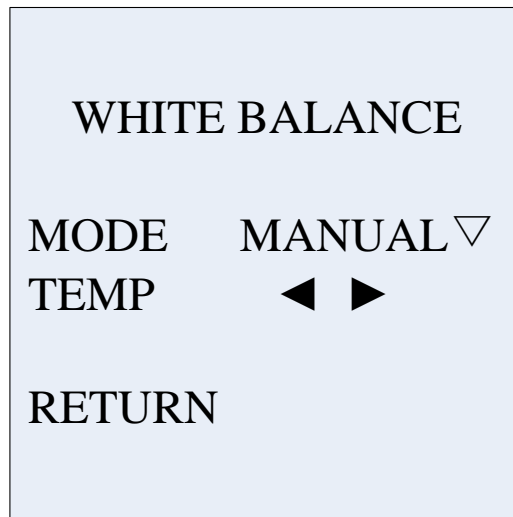 WHITE BALANCE
MODE MANUAL ▽
TEMP ◀ ▶
RETURN